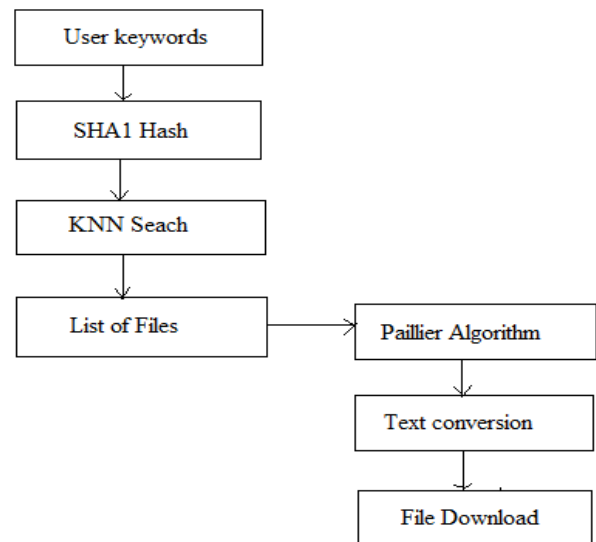 User keywords
SHA1 Hash
KNN Seach
List of Files
Paillier Algorithm
Text conversion
File Download